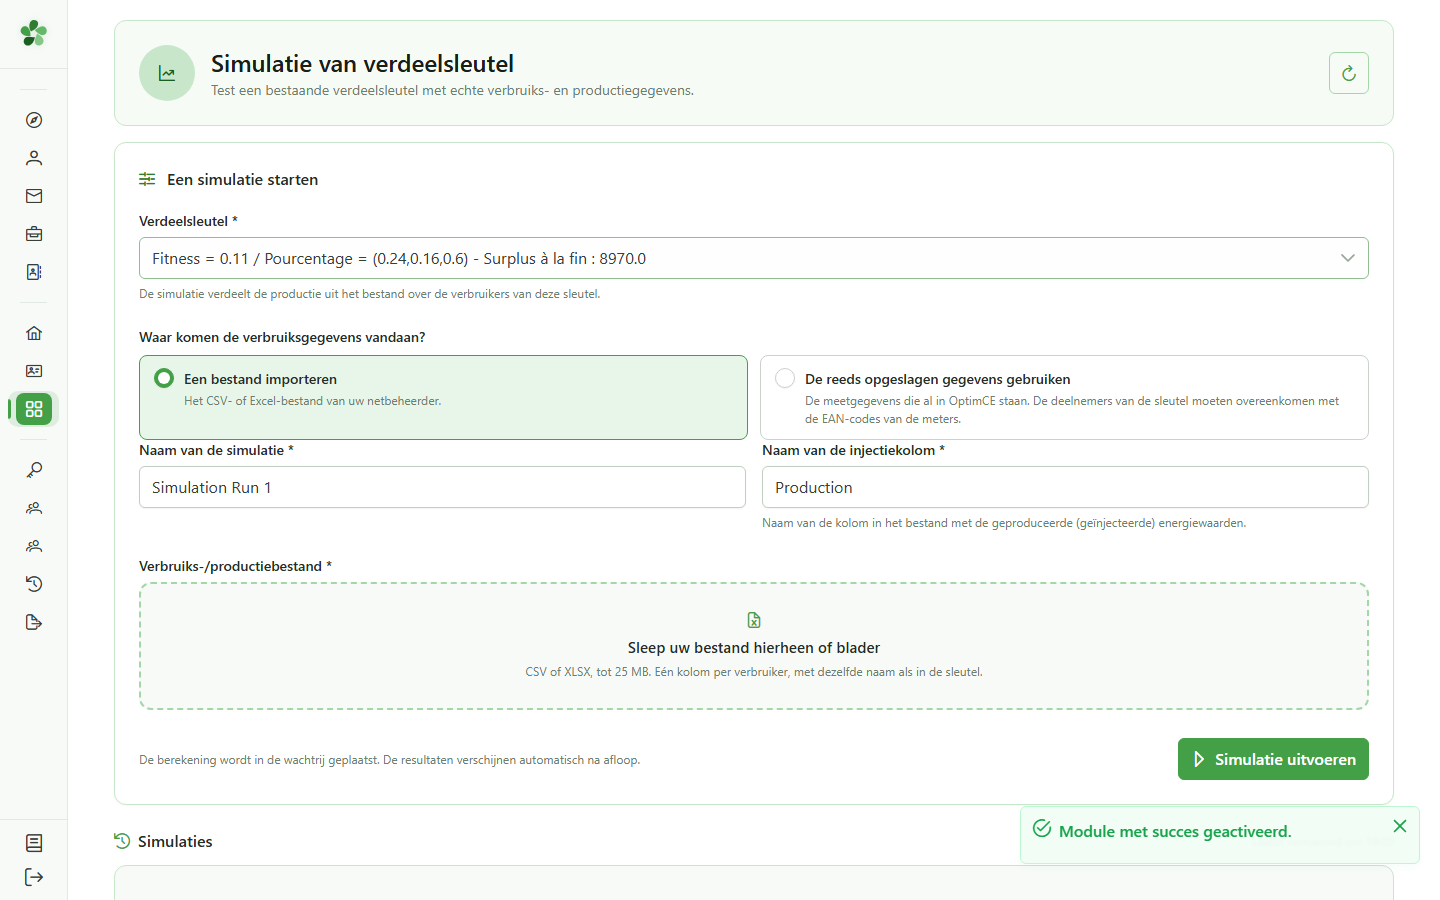 Simulatie van verdeelsleutel
Test een bestaande verdeelsleutel met echte verbruiks- en productiegegevens.
Een simulatie starten
Verdeelsleutel *
Fitness = 0.11 / Pourcentage = (0.24,0.16,0.6) - Surplus à la fin : 8970.0
De simulatie verdeelt de productie uit het bestand over de verbruikers van deze sleutel.
Waar komen de verbruiksgegevens vandaan?
Een bestand importeren
Het CSV- of Excel-bestand van uw netbeheerder.
De reeds opgeslagen gegevens gebruiken
De meetgegevens die al in OptimCE staan. De deelnemers van de sleutel moeten overeenkomen met
de EAN-codes van de meters.
Naam van de simulatie *
Simulation Run 1
Naam van de injectiekolom *
Production
Naam van de kolom in het bestand met de geproduceerde (geïnjecteerde) energiewaarden.
Verbruiks-/productiebestand *
Sleep uw bestand hierheen of blader
CSV of XLSX, tot 25 MB. Eén kolom per verbruiker, met dezelfde naam als in de sleutel.
De berekening wordt in de wachtrij geplaatst. De resultaten verschijnen automatisch na afloop.
Simulatie uitvoeren
Simulaties
Module met succes geactiveerd.